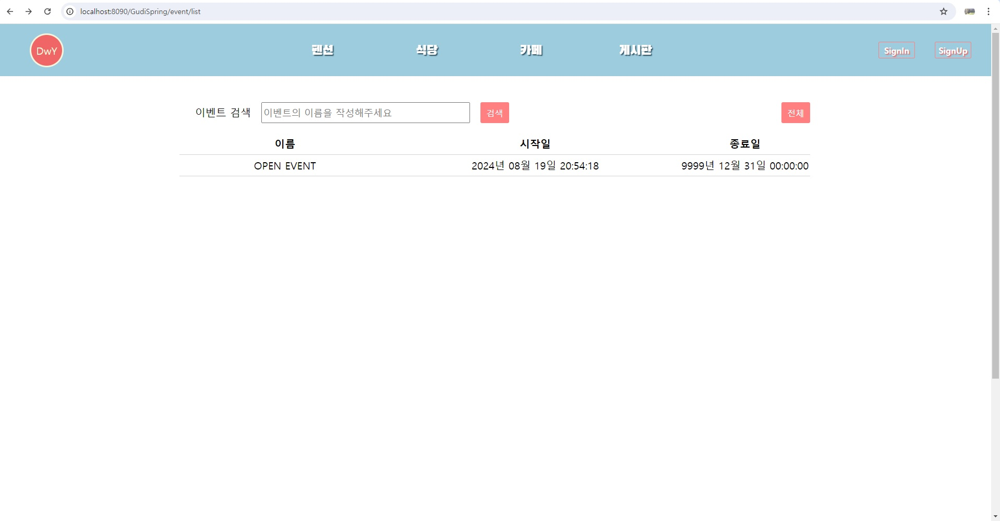 localhost:8090/GudiSpring/event/list
DwY 펜션 식당 카페 게시판 SignIn SignUp
이벤트 검색 이벤트의 이름을 작성해주세요 검색 전체
이름 시작일 종료일
OPEN EVENT 2024년 08월 19일 20:54:18 9999년 12월 31일 00:00:00